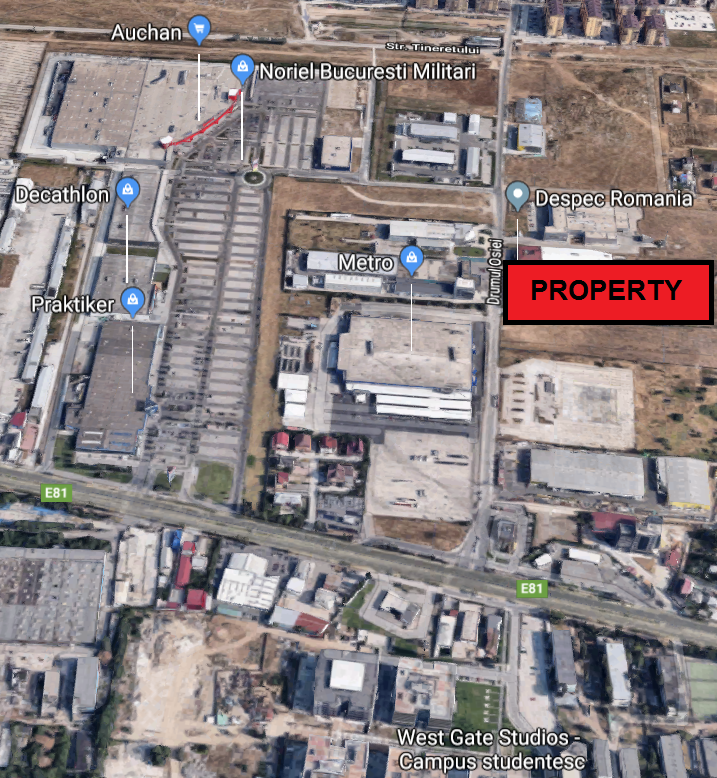 Auchan
Str. Tineretului
Noriel Bucuresti Militari
Decathlon
Despec Romania
Metro
Drumul Osiei
PROPERTY
Praktiker
E81
E81
West Gate Studios -
Campus studentesc